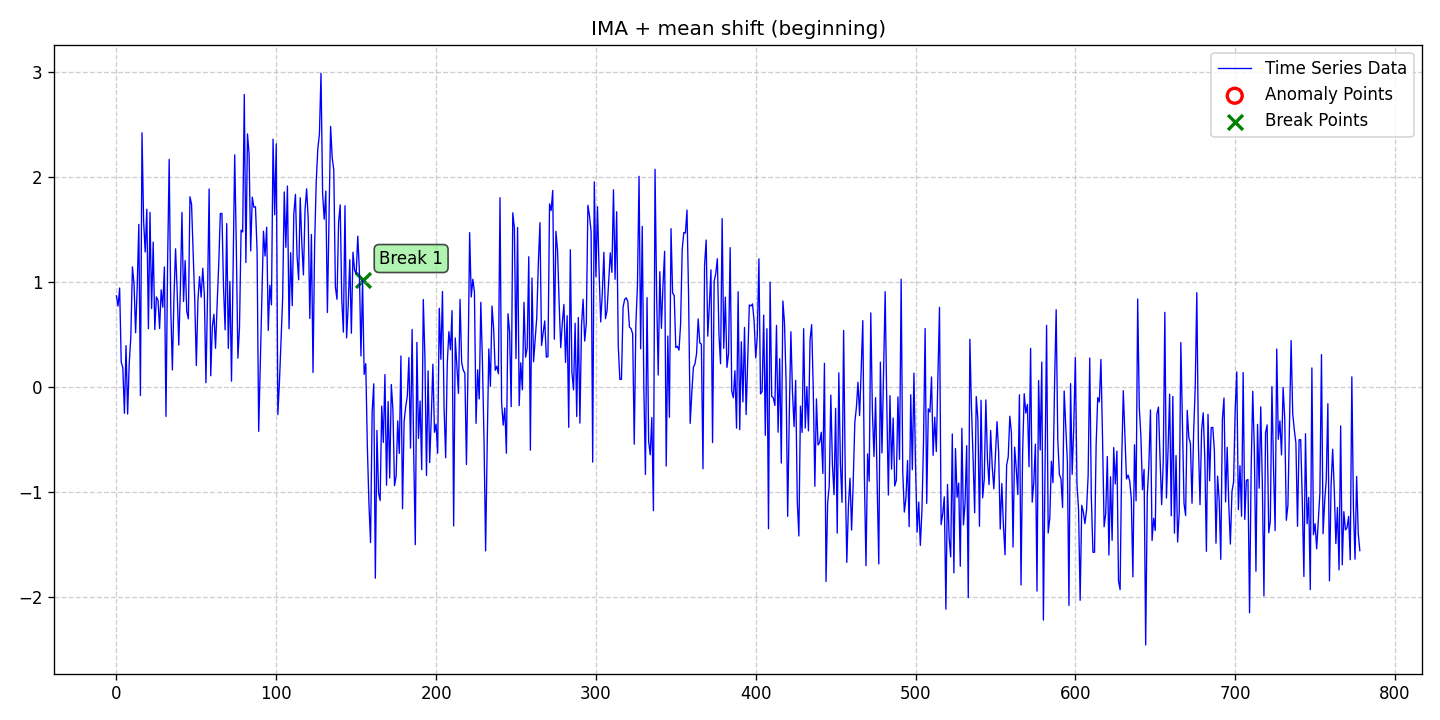 IMA + mean shift (beginning)
Time Series Data
Anomaly Points
Break Points
Break 1
3
2
1
0
−1
−2
0 100 200 300 400 500 600 700 800